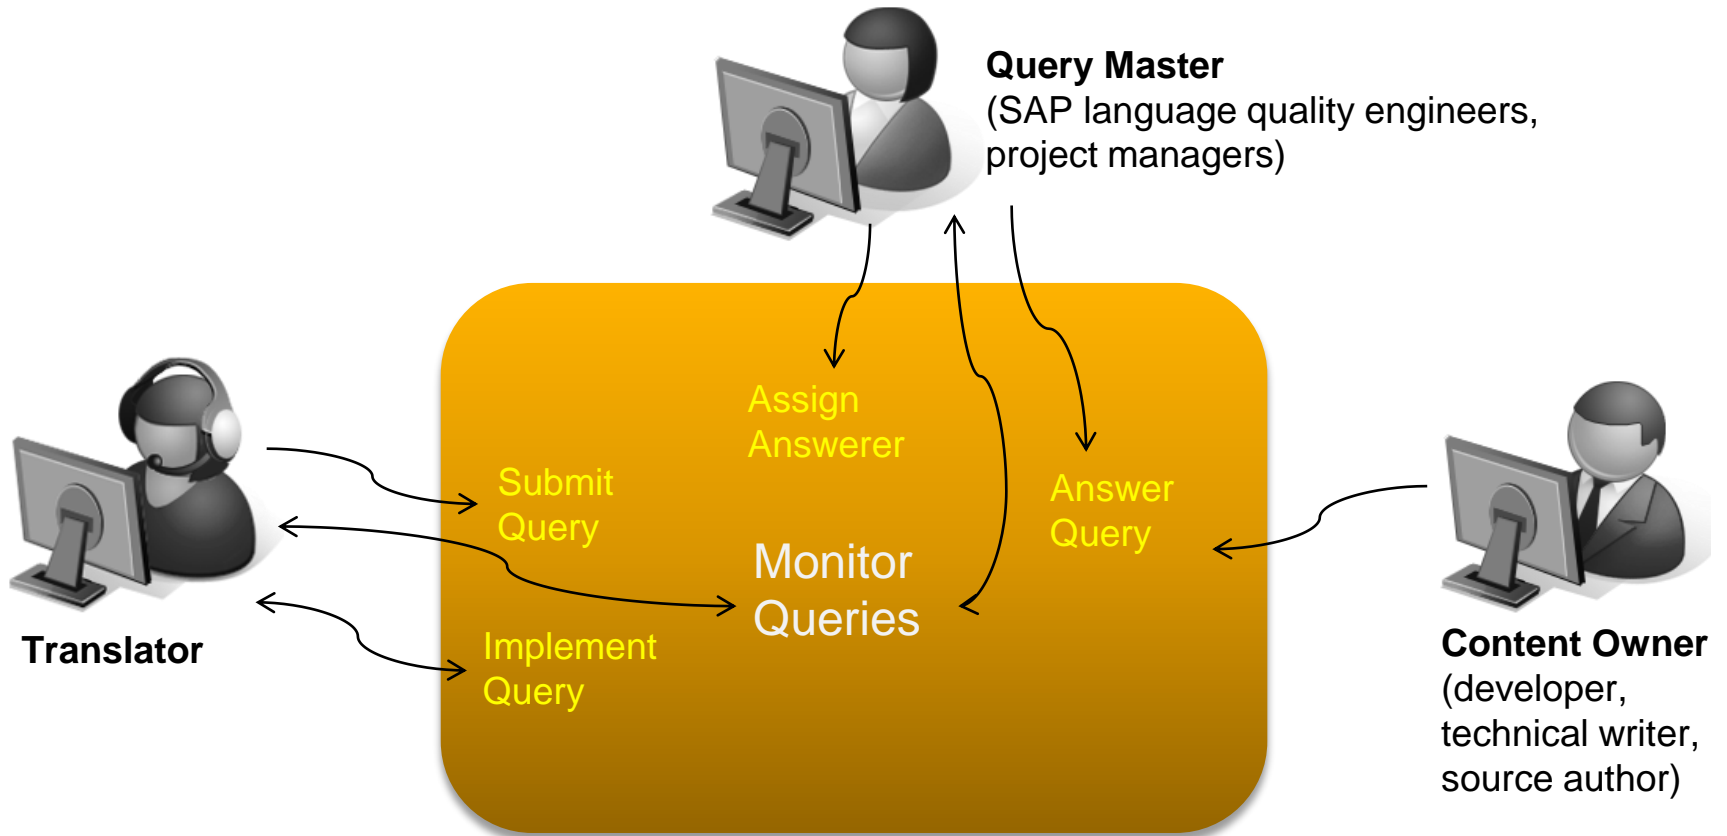 Query Master
(SAP language quality engineers,
project managers)
Assign
Answerer
Submit
Query
Answer
Query
Monitor
Queries
Implement
Query
Translator
Content Owner
(developer,
technical writer,
source author)